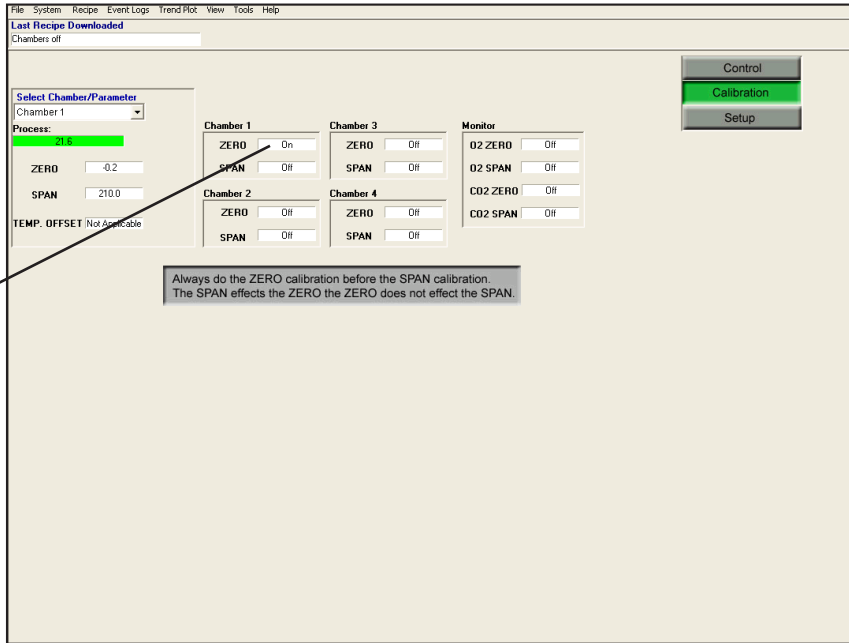 File System Recipe Event Logs Trend Plot View Tools Help
Last Recipe Downloaded
Chambers off
Control
Calibration
Setup
Select Chamber/Parameter
Chamber 1
Process:
21.6
ZERO -0.2
SPAN 210.0
TEMP. OFFSET Not Applicable
Chamber 1
ZERO On
SPAN Off
Chamber 2
ZERO Off
SPAN Off
Chamber 3
ZERO Off
SPAN Off
Chamber 4
ZERO Off
SPAN Off
Monitor
O2 ZERO Off
O2 SPAN Off
CO2 ZERO Off
CO2 SPAN Off
Always do the ZERO calibration before the SPAN calibration.
The SPAN effects the ZERO the ZERO does not effect the SPAN.